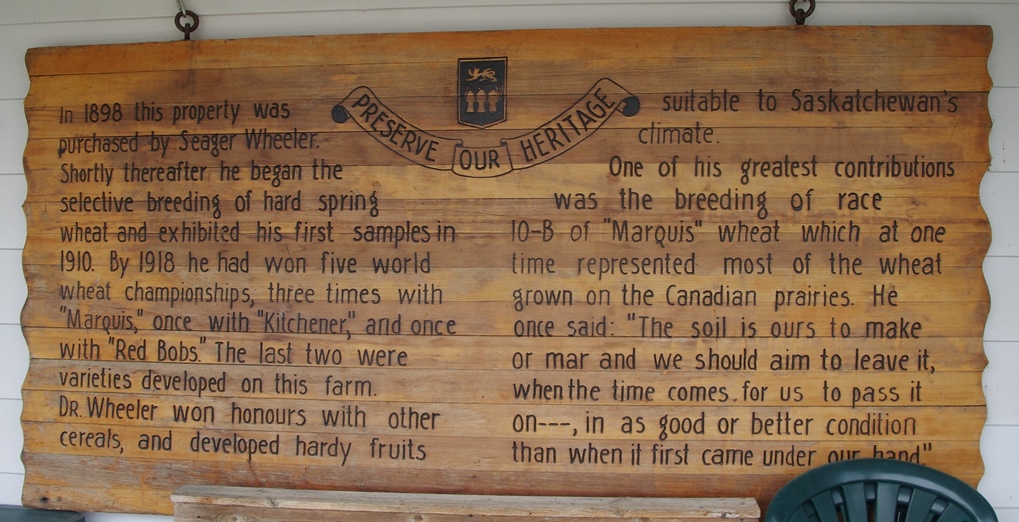 PRESERVE OUR HERITAGE
In 1898 this property was
purchased by Seager Wheeler.
Shortly thereafter he began the
selective breeding of hard spring
wheat and exhibited his first samples in
1910. By 1918 he had won five world
wheat championships, three times with
"Marquis," once with "Kitchener," and once
with "Red Bobs." The last two were
varieties developed on this farm.
DR. Wheeler won honours with other
cereals, and developed hardy fruits
suitable to Saskatchewan's
climate.
One of his greatest contributions
was the breeding of race
10-B of "Marquis" wheat which at one
time represented most of the wheat
grown on the Canadian prairies. He
once said: "The soil is ours to make
or mar and we should aim to leave it,
when the time comes. for us to pass it
on---, in as good or better condition
than when it first came under our hand"